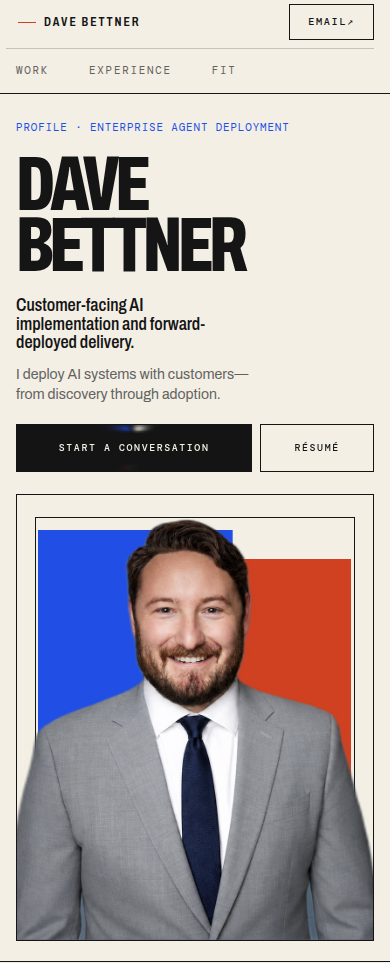 DAVE BETTNER
EMAIL↗
WORK EXPERIENCE FIT
PROFILE · ENTERPRISE AGENT DEPLOYMENT
DAVE
BETTNER
Customer-facing AI
implementation and forward-
deployed delivery.
I deploy AI systems with customers—
from discovery through adoption.
START A CONVERSATION
RÉSUMÉ